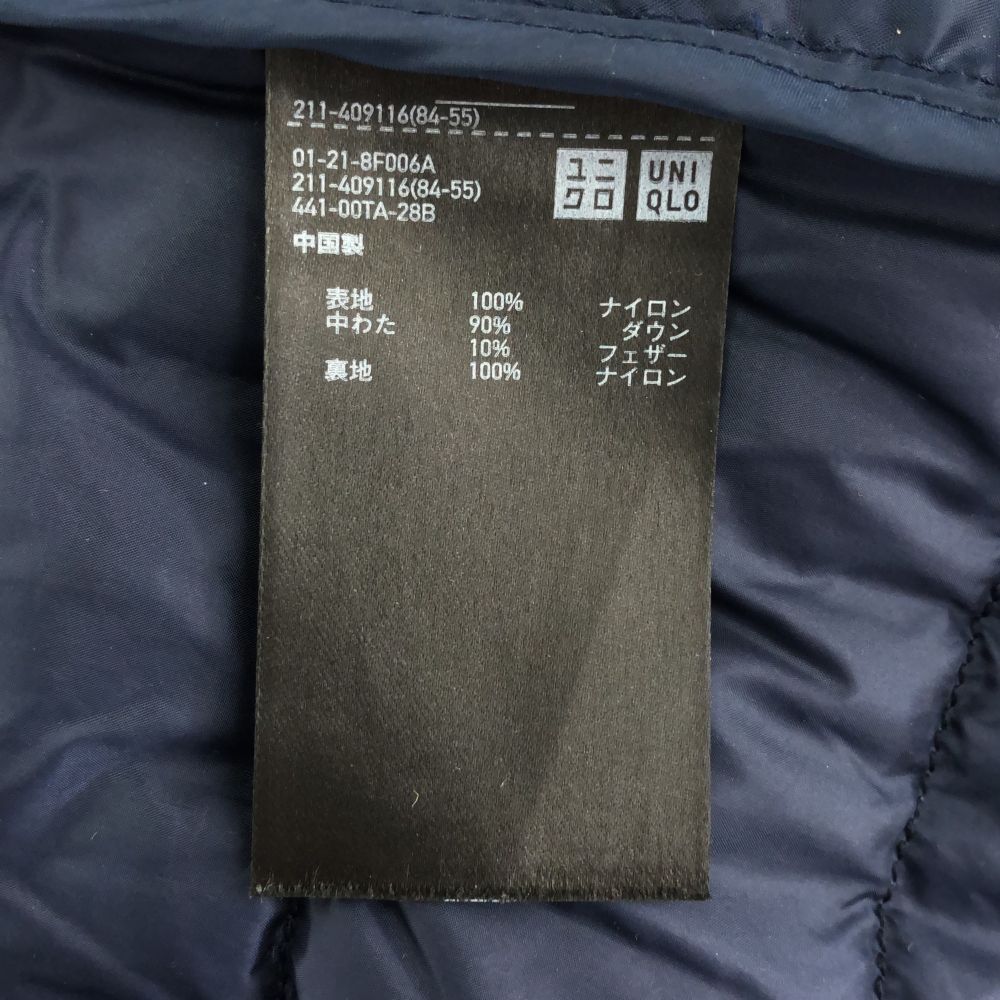 211-409116(84-55)
01-21-8F006A
211-409116(84-55)
441-00TA-28B
中国製
ユニ
クロ
UNI
QLO
表地 100% ナイロン
中わた 90% ダウン
10% フェザー
裏地 100% ナイロン